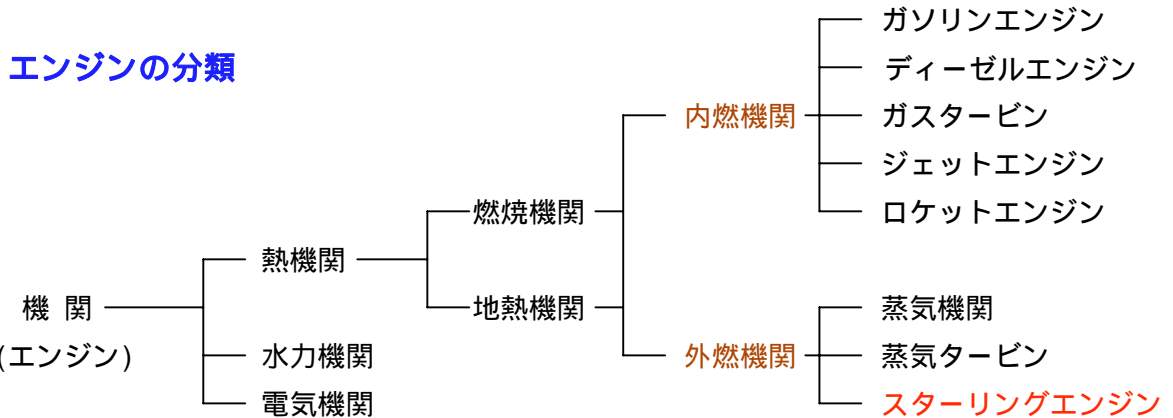 エンジンの分類
機 関
(エンジン)
熱機関
水力機関
電気機関
燃焼機関
地熱機関
内燃機関
外燃機関
ガソリンエンジン
ディーゼルエンジン
ガスタービン
ジェットエンジン
ロケットエンジン
蒸気機関
蒸気タービン
スターリングエンジン